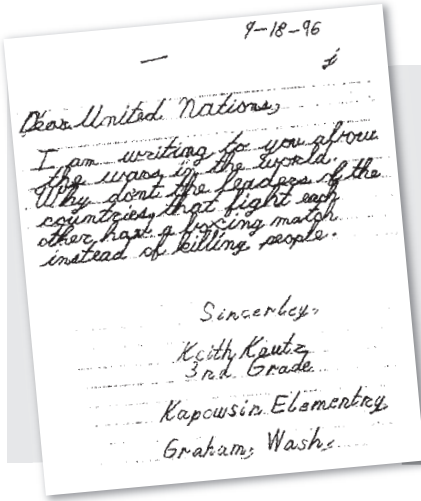 9-18-96
Dear United Nations,
I am writing to you about
the wars in the world.
Why dont the leaders of the
countries, that fight each
other have a boxing match
instead of killing people.
Sincerley,
Keith Kautz
3rd Grade
Kapowsin Elementry,
Graham, Wash,